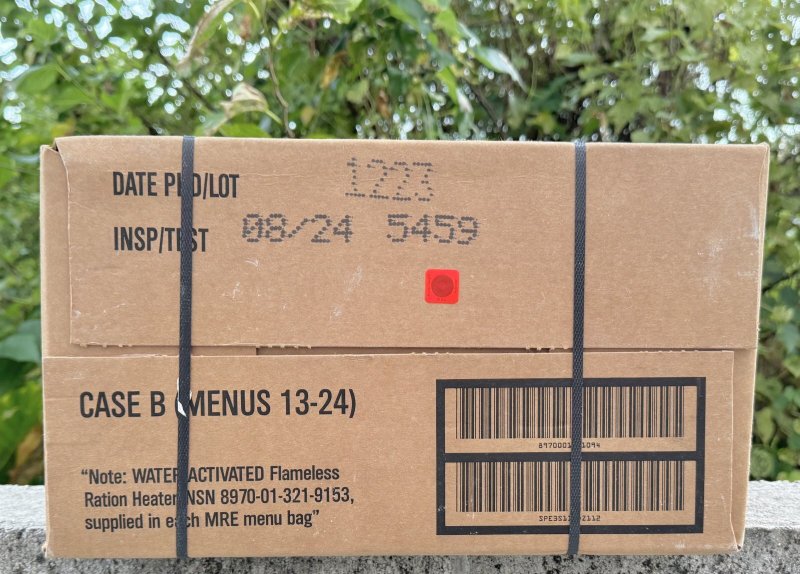 DATE PKD/LOT 1223
INSP/TEST 08/24 5459
CASE B (MENUS 13-24)
"Note: WATER ACTIVATED Flameless
Ration Heater NSN 8970-01-321-9153,
supplied in each MRE menu bag"